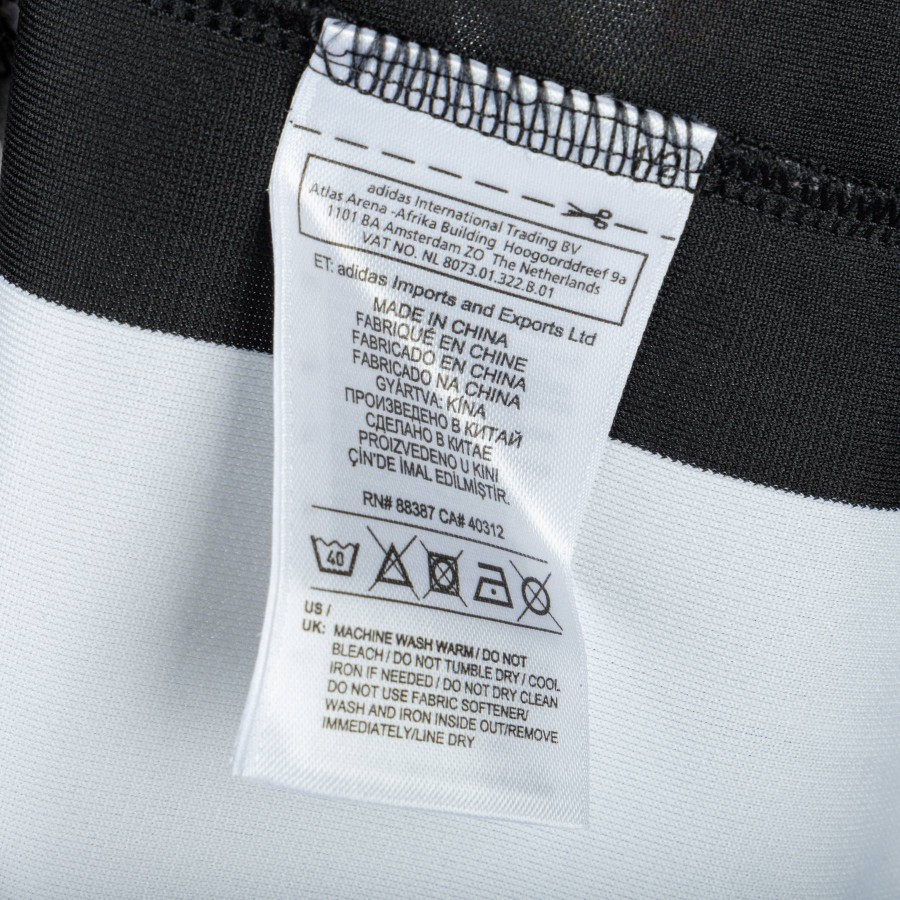 adidas International Trading BV
Atlas Arena -Afrika Building Hoogoorddreef 9a
1101 BA Amsterdam ZO The Netherlands
VAT NO. NL 8073.01.322.B.01
ET: adidas Imports and Exports Ltd
MADE IN CHINA
FABRIQUÉ EN CHINE
FABRICADO EN CHINA
FABRICADO NA CHINA
GYÁRTVA: KÍNA
ПРОИЗВЕДЕНО В КИТАЙ
СДЕЛАНО В КИТАЕ
PROIZVEDENO U KINI
ÇİN'DE İMAL EDİLMİŞTİR.
RN# 88387 CA# 40312
40
US /
UK: MACHINE WASH WARM / DO NOT
BLEACH / DO NOT TUMBLE DRY / COOL
IRON IF NEEDED / DO NOT DRY CLEAN
DO NOT USE FABRIC SOFTENER/
WASH AND IRON INSIDE OUT/REMOVE
IMMEDIATELY/LINE DRY